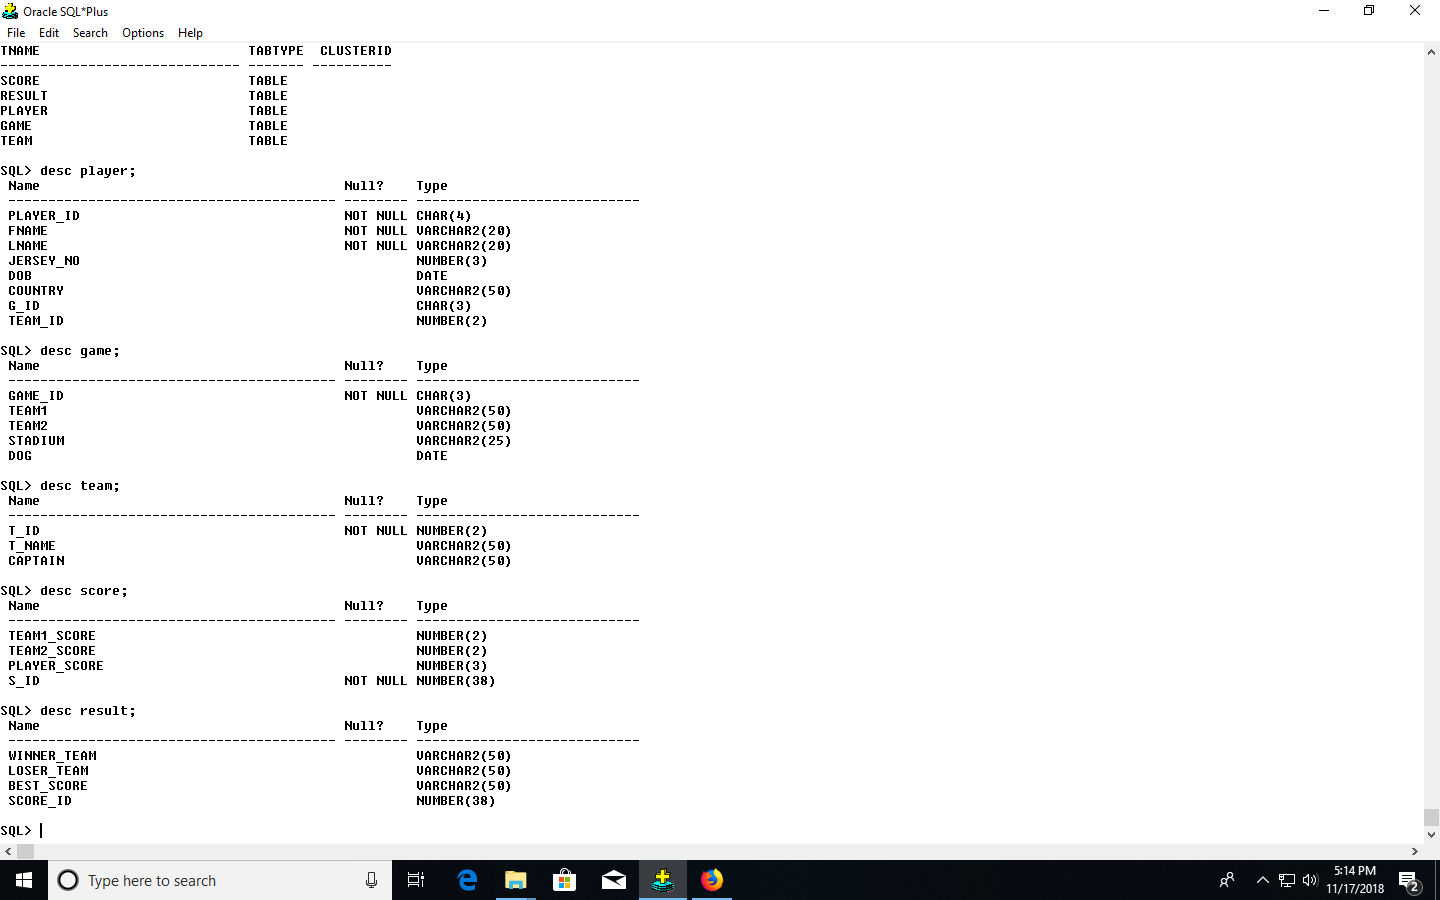 Oracle SQL*Plus
File Edit Search Options Help
TNAME TABTYPE CLUSTERID
------------------------------ ------- ----------
SCORE TABLE
RESULT TABLE
PLAYER TABLE
GAME TABLE
TEAM TABLE
SQL> desc player;
Name Null? Type
----------------------------------------- -------- ----------------------------
PLAYER_ID NOT NULL CHAR(4)
FNAME NOT NULL VARCHAR2(20)
LNAME NOT NULL VARCHAR2(20)
JERSEY_NO NUMBER(3)
DOB DATE
COUNTRY VARCHAR2(50)
G_ID CHAR(3)
TEAM_ID NUMBER(2)
SQL> desc game;
Name Null? Type
----------------------------------------- -------- ----------------------------
GAME_ID NOT NULL CHAR(3)
TEAM1 VARCHAR2(50)
TEAM2 VARCHAR2(50)
STADIUM VARCHAR2(25)
DOG DATE
SQL> desc team;
Name Null? Type
----------------------------------------- -------- ----------------------------
T_ID NOT NULL NUMBER(2)
T_NAME VARCHAR2(50)
CAPTAIN VARCHAR2(50)
SQL> desc score;
Name Null? Type
----------------------------------------- -------- ----------------------------
TEAM1_SCORE NUMBER(2)
TEAM2_SCORE NUMBER(2)
PLAYER_SCORE NUMBER(3)
S_ID NOT NULL NUMBER(38)
SQL> desc result;
Name Null? Type
----------------------------------------- -------- ----------------------------
WINNER_TEAM VARCHAR2(50)
LOSER_TEAM VARCHAR2(50)
BEST_SCORE VARCHAR2(50)
SCORE_ID NUMBER(38)
SQL>
Type here to search
5:14 PM
11/17/2018
2